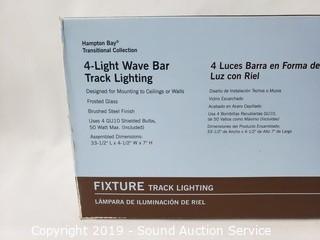 Hampton Bay®
Transitional Collection
4-Light Wave Bar
Track Lighting
Designed for Mounting to Ceilings or Walls
Frosted Glass
Brushed Steel Finish
Uses 4 GU10 Shielded Bulbs,
50 Watt Max. (Included)
Assembled Dimensions:
33-1/2" L x 4-1/2" W x 7" H
4 Luces Barra en Forma de
Luz con Riel
Diseño de Instalación Techos o Muros
Vidrio Escarchado
Acabado en Acero Cepillado
Usa 4 Bombillas Recubiertas GU10,
de 50 Vatios como Máximo (Incluidos)
Dimensiones del Producto Ensamblado:
33-1/2" de Ancho x 4-1/2" de Alto 7" de Largo
FIXTURE TRACK LIGHTING
LÁMPARA DE ILUMINACIÓN DE RIEL
Copyright 2019 - Sound Auction Service